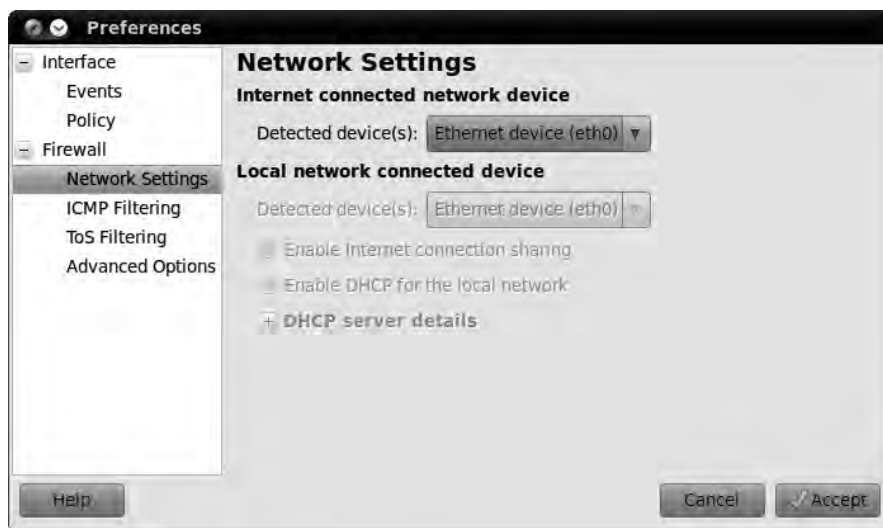 Preferences
Interface
Events
Policy
Firewall
Network Settings
ICMP Filtering
ToS Filtering
Advanced Options
Network Settings
Internet connected network device
Detected device(s): Ethernet device (eth0)
Local network connected device
Detected device(s): Ethernet device (eth0)
Enable Internet connection sharing
Enable DHCP for the local network
DHCP server details
Help
Cancel
Accept